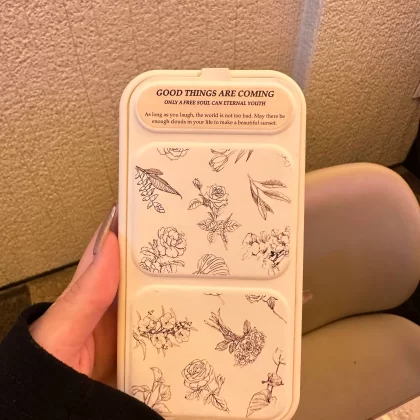 GOOD THINGS ARE COMING
ONLY A FREE SOUL CAN ETERNAL YOUTH
As long as you laugh, the world is not too bad. May there be
enough clouds in your life to make a beautiful sunset.